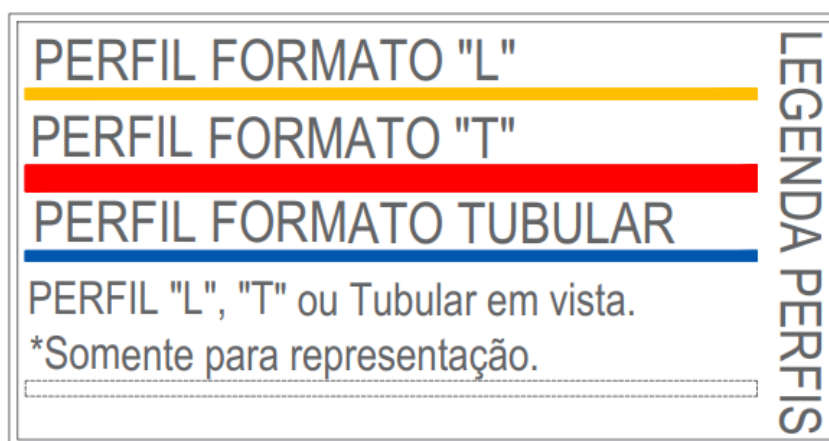 PERFIL FORMATO "L"
PERFIL FORMATO "T"
PERFIL FORMATO TUBULAR
PERFIL "L", "T" ou Tubular em vista.
*Somente para representação.
LEGENDA PERFIS